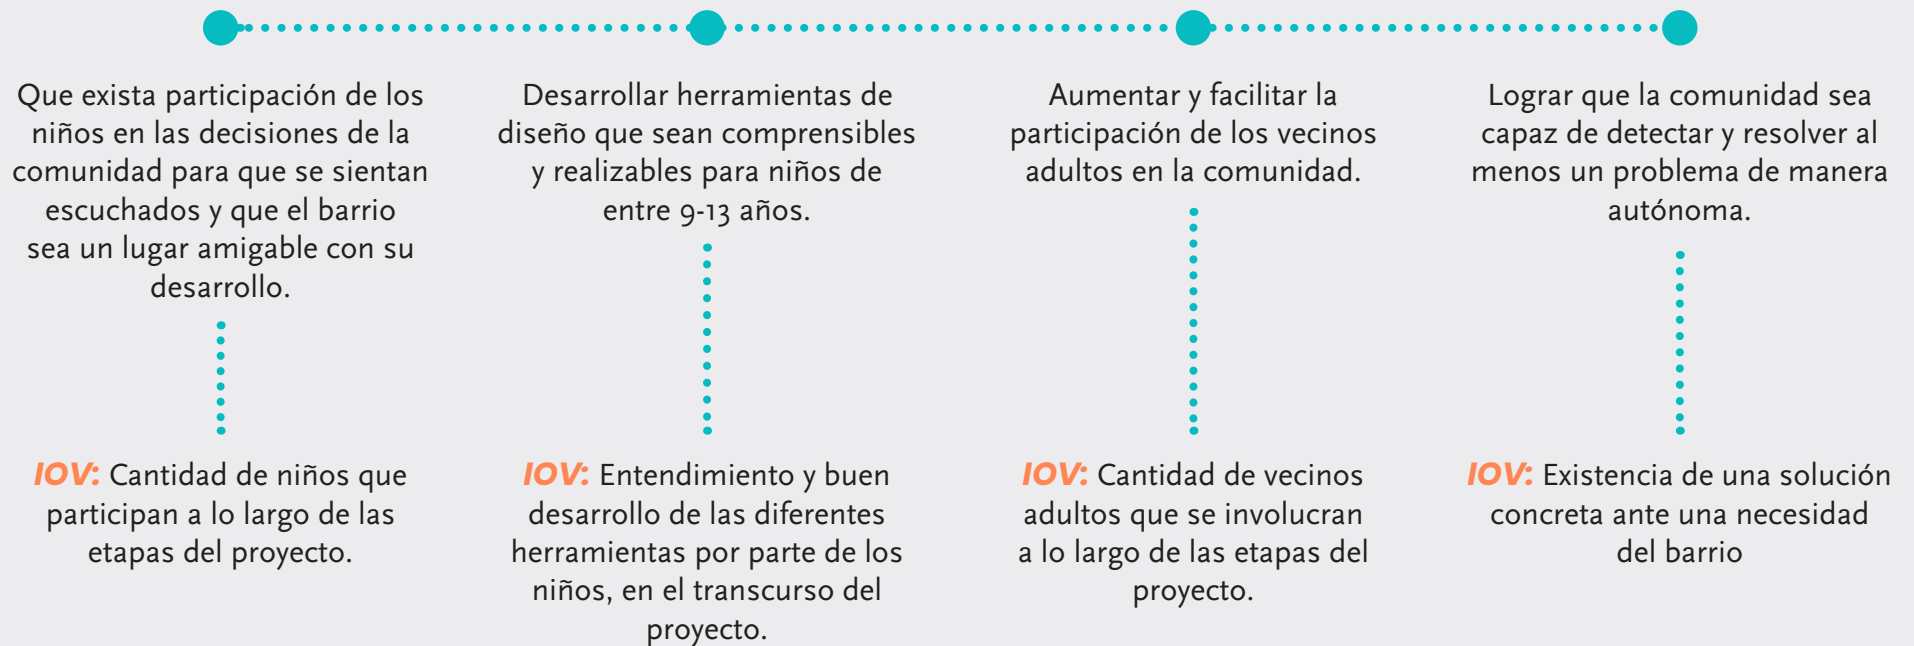 Que exista participación de los
niños en las decisiones de la
comunidad para que se sientan
escuchados y que el barrio
sea un lugar amigable con su
desarrollo.
IOV: Cantidad de niños que
participan a lo largo de las
etapas del proyecto.
Desarrollar herramientas de
diseño que sean comprensibles
y realizables para niños de
entre 9-13 años.
IOV: Entendimiento y buen
desarrollo de las diferentes
herramientas por parte de los
niños, en el transcurso del
proyecto.
Aumentar y facilitar la
participación de los vecinos
adultos en la comunidad.
IOV: Cantidad de vecinos
adultos que se involucran
a lo largo de las etapas del
proyecto.
Lograr que la comunidad sea
capaz de detectar y resolver al
menos un problema de manera
autónoma.
IOV: Existencia de una solución
concreta ante una necesidad
del barrio